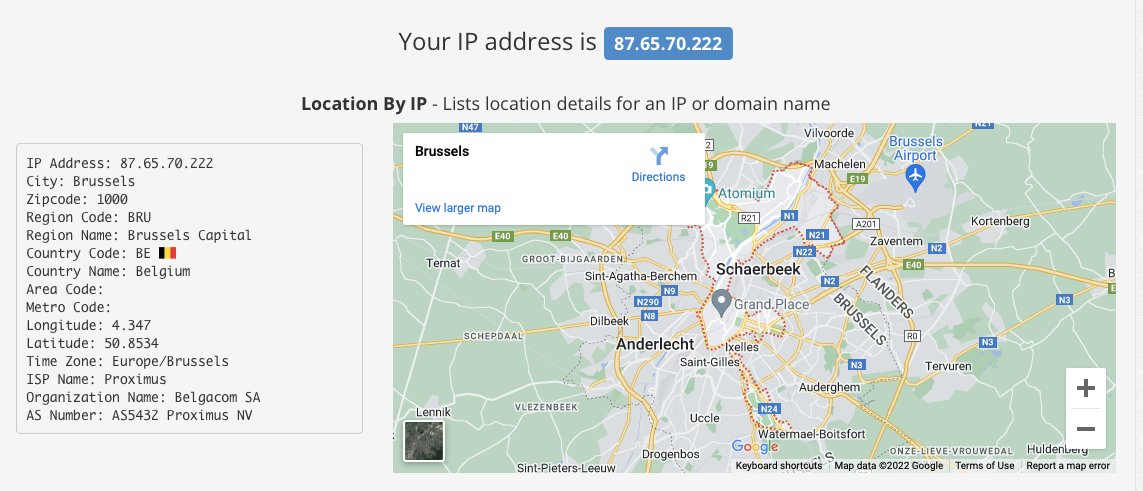 Your IP address is 87.65.70.222
Location By IP - Lists location details for an IP or domain name
IP Address: 87.65.70.222
City: Brussels
Zipcode: 1000
Region Code: BRU
Region Name: Brussels Capital
Country Code: BE
Country Name: Belgium
Area Code:
Metro Code:
Longitude: 4.347
Latitude: 50.8534
Time Zone: Europe/Brussels
ISP Name: Proximus
Organization Name: Belgacom SA
AS Number: AS5432 Proximus NV
Brussels
Directions
View larger map
N47
N21
Vilvoorde
Brussels
Airport
Machelen
E19
Atomium
R21
N1
A201
Kortenberg
E40
E40
N21
Zaventem
N2
GROOT-BIJGAARDEN
N22
Ternat
E40
Schaerbeek
Sint-Agatha-Berchem
N2
FLANDERS
BRUSSELS
N9
N290
Grand Place
N3
N8
Dilbeek
SCHEPDAAL
Anderlecht
Ixelles
R0
N3
Saint-Gilles
N3
Tervuren
Auderghem
VLEZENBEEK
Lennik
N24
Uccle
Watermael-Boitsfort
Drogenbos
Google
ONZE-LIEVE-VROUWEDAL
Huldenberg
Sint-Pieters-Leeuw
Keyboard shortcuts
Map data ©2022 Google
Terms of Use
Report a map error